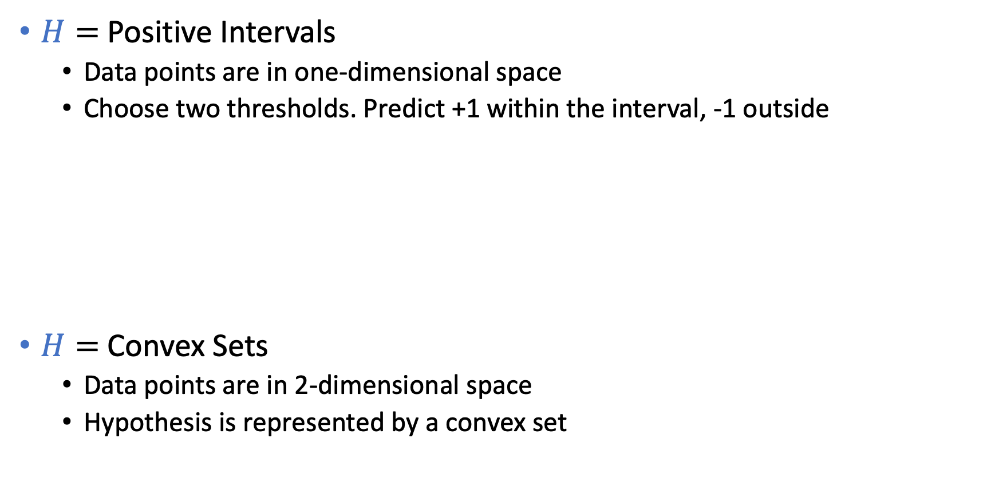 • H = Positive Intervals
• Data points are in one-dimensional space
• Choose two thresholds. Predict +1 within the interval, -1 outside
• H = Convex Sets
• Data points are in 2-dimensional space
• Hypothesis is represented by a convex set